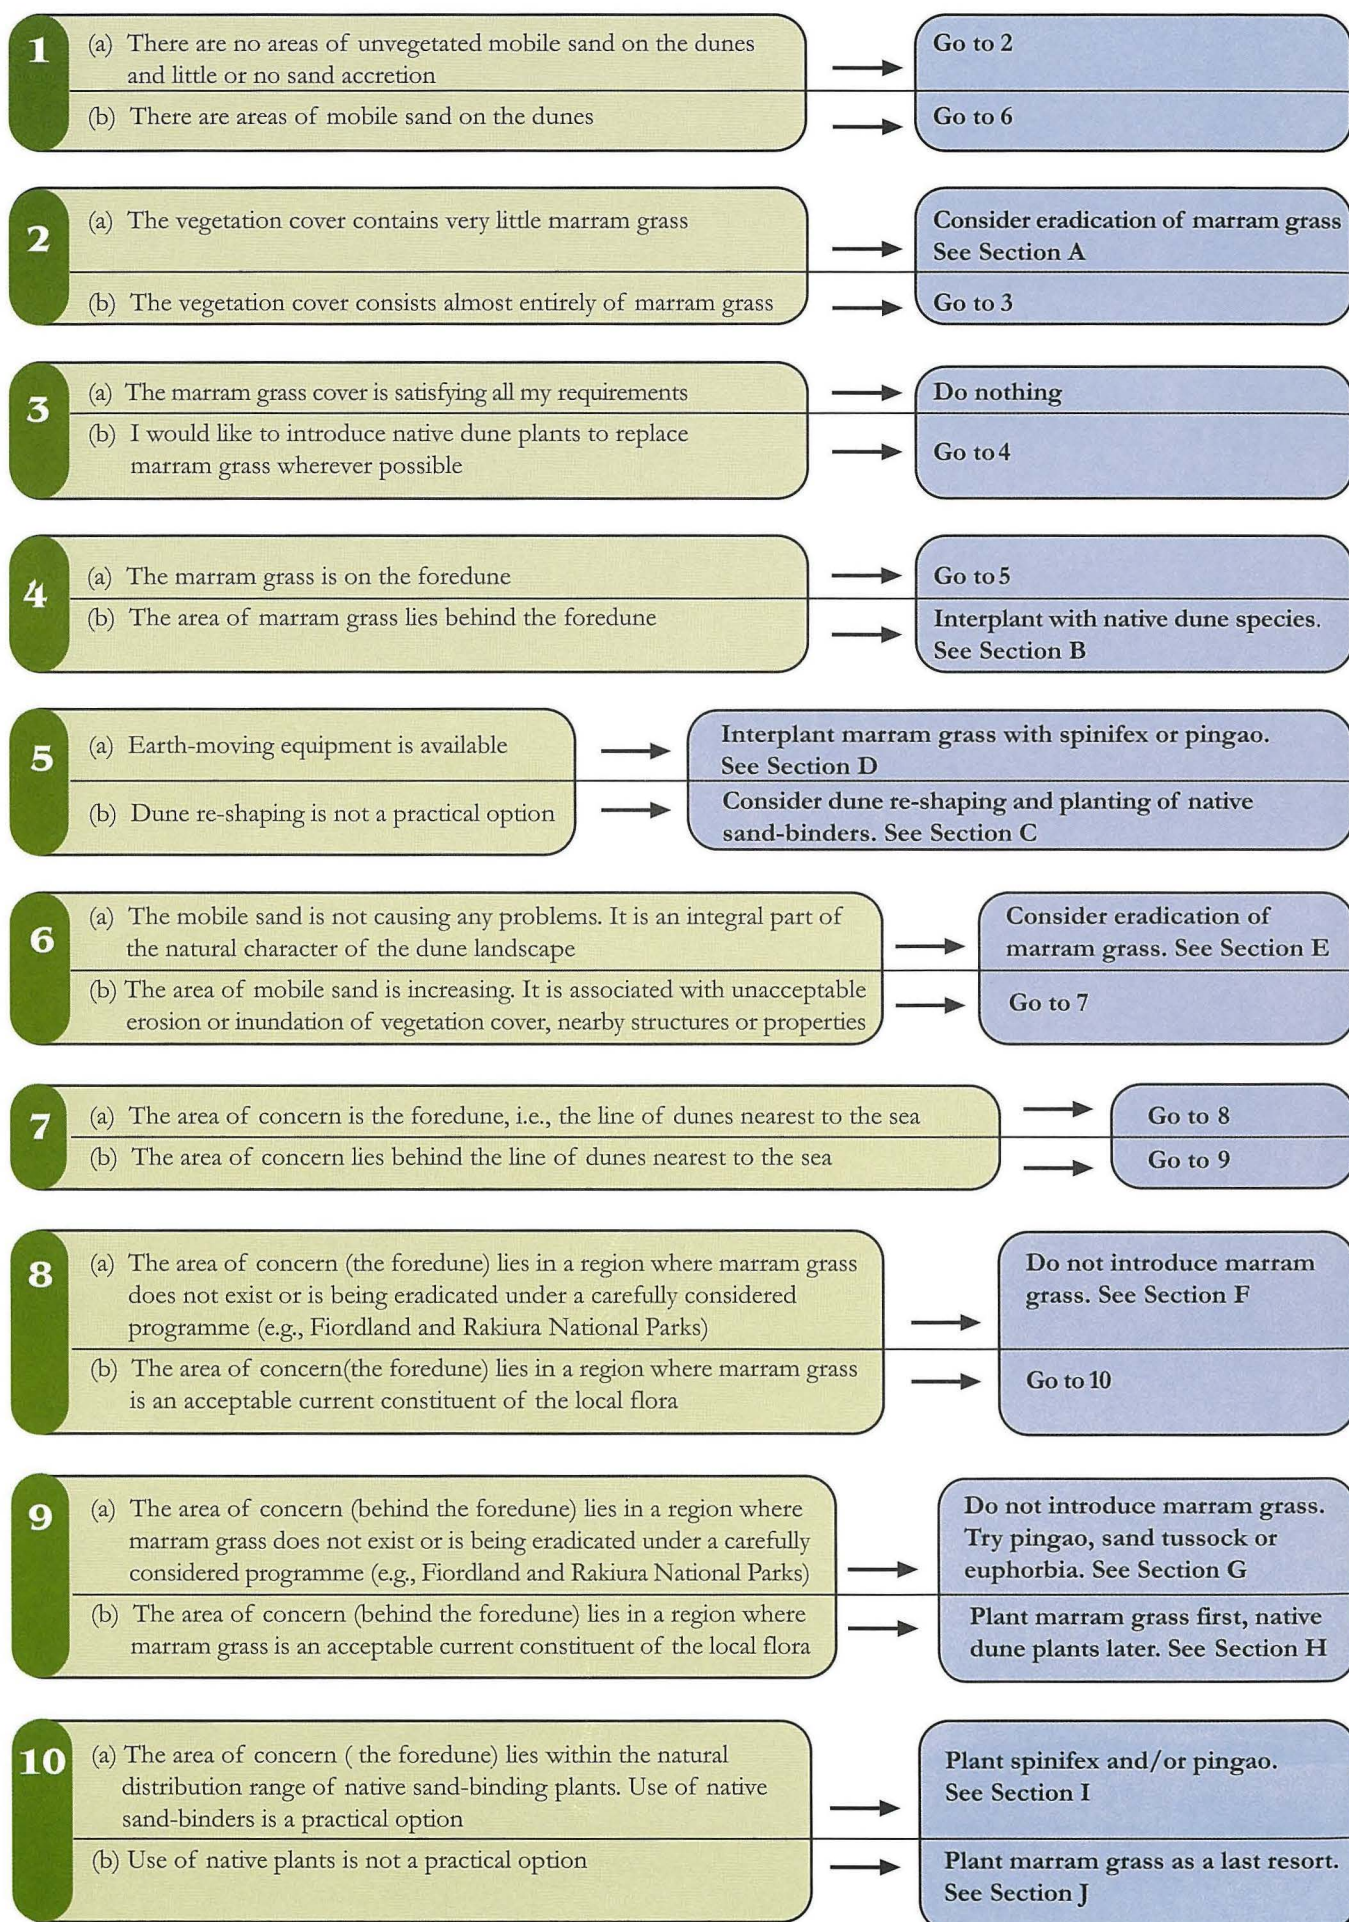 1
(a) There are no areas of unvegetated mobile sand on the dunes
and little or no sand accretion
Go to 2
(b) There are areas of mobile sand on the dunes
Go to 6
2
(a) The vegetation cover contains very little marram grass
Consider eradication of marram grass
See Section A
(b) The vegetation cover consists almost entirely of marram grass
Go to 3
3
(a) The marram grass cover is satisfying all my requirements
Do nothing
(b) I would like to introduce native dune plants to replace
marram grass wherever possible
Go to 4
4
(a) The marram grass is on the foredune
Go to 5
(b) The area of marram grass lies behind the foredune
Interplant with native dune species.
See Section B
5
(a) Earth-moving equipment is available
Interplant marram grass with spinifex or pingao.
See Section D
(b) Dune re-shaping is not a practical option
Consider dune re-shaping and planting of native
sand-binders. See Section C
6
(a) The mobile sand is not causing any problems. It is an integral part of
the natural character of the dune landscape
Consider eradication of
marram grass. See Section E
(b) The area of mobile sand is increasing. It is associated with unacceptable
erosion or inundation of vegetation cover, nearby structures or properties
Go to 7
7
(a) The area of concern is the foredune, i.e., the line of dunes nearest to the sea
Go to 8
(b) The area of concern lies behind the line of dunes nearest to the sea
Go to 9
8
(a) The area of concern (the foredune) lies in a region where marram grass
does not exist or is being eradicated under a carefully considered
programme (e.g., Fiordland and Rakiura National Parks)
Do not introduce marram
grass. See Section F
(b) The area of concern(the foredune) lies in a region where marram grass
is an acceptable current constituent of the local flora
Go to 10
9
(a) The area of concern (behind the foredune) lies in a region where
marram grass does not exist or is being eradicated under a carefully
considered programme (e.g., Fiordland and Rakiura National Parks)
Do not introduce marram grass.
Try pingao, sand tussock or
euphorbia. See Section G
(b) The area of concern (behind the foredune) lies in a region where
marram grass is an acceptable current constituent of the local flora
Plant marram grass first, native
dune plants later. See Section H
10
(a) The area of concern ( the foredune) lies within the natural
distribution range of native sand-binding plants. Use of native
sand-binders is a practical option
Plant spinifex and/or pingao.
See Section I
(b) Use of native plants is not a practical option
Plant marram grass as a last resort.
See Section J